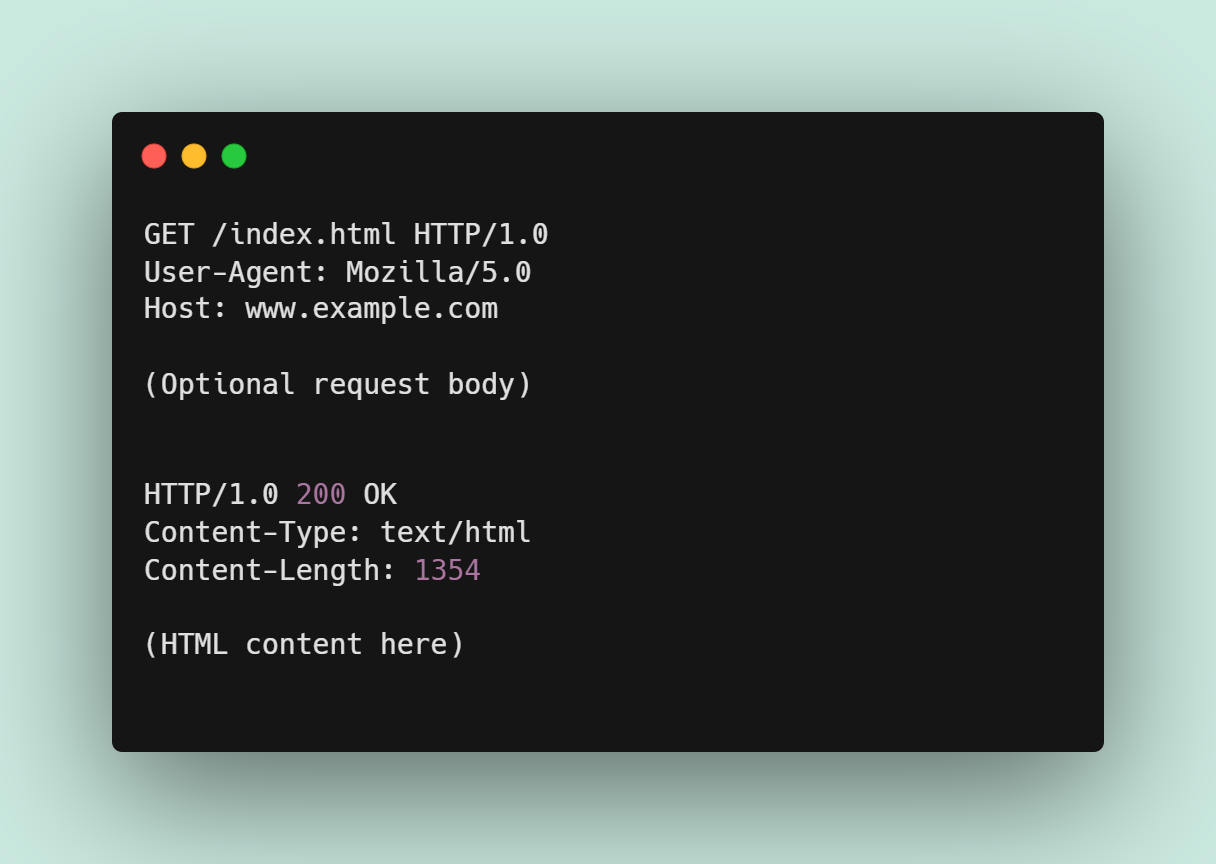 GET /index.html HTTP/1.0
User-Agent: Mozilla/5.0
Host: www.example.com
(Optional request body)
HTTP/1.0 200 OK
Content-Type: text/html
Content-Length: 1354
(HTML content here)